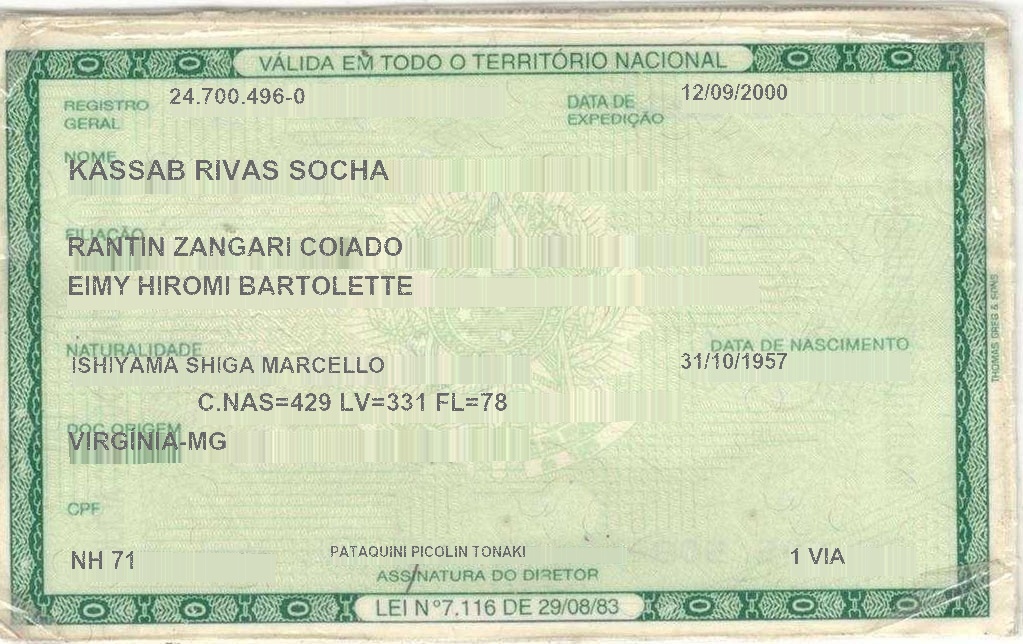 VÁLIDA EM TODO O TERRITÓRIO NACIONAL
REGISTRO GERAL 24.700.496-0 DATA DE EXPEDIÇÃO 12/09/2000
NOME
KASSAB RIVAS SOCHA
FILIAÇÃO
RANTIN ZANGARI COIADO
EIMY HIROMI BARTOLETTE
NATURALIDADE DATA DE NASCIMENTO
ISHIYAMA SHIGA MARCELLO 31/10/1957
C.NAS=429 LV=331 FL=78
DOC ORIGEM
VIRGÍNIA-MG
CPF
NH 71 PATAQUINI PICOLIN TONAKI 1 VIA
ASSINATURA DO DIRETOR
LEI Nº7.116 DE 29/08/83
THOMAS GREG & SONS